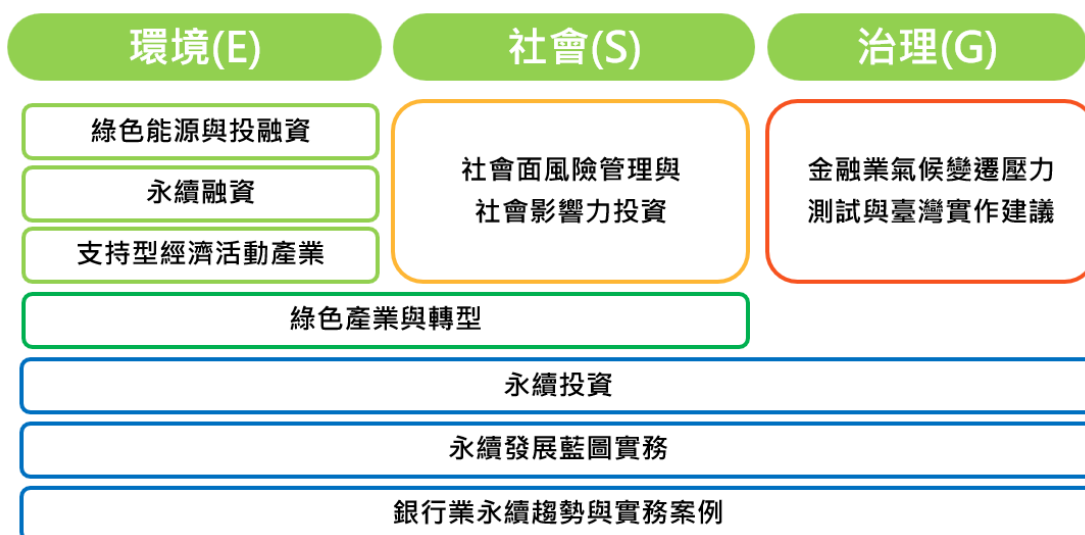 環境(E)
社會(S)
治理(G)
綠色能源與投融資
永續融資
支持型經濟活動產業
社會面風險管理與
社會影響力投資
金融業氣候變遷壓力
測試與臺灣實作建議
綠色產業與轉型
永續投資
永續發展藍圖實務
銀行業永續趨勢與實務案例